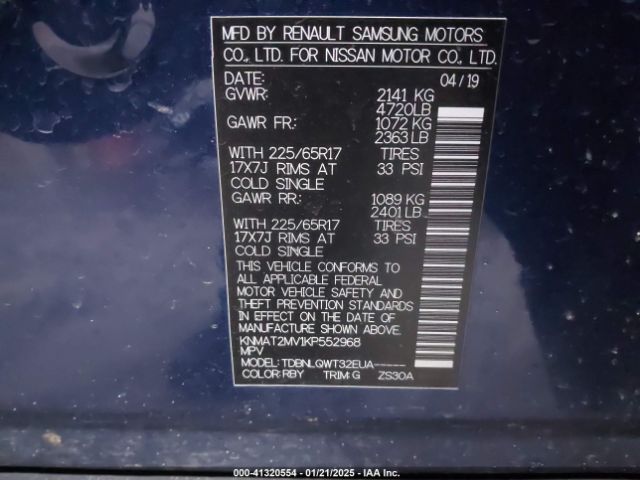 MFD BY RENAULT SAMSUNG MOTORS
CO., LTD. FOR NISSAN MOTOR CO., LTD.
DATE: 04/19
GVWR: 2141 KG
4720LB
GAWR FR: 1072 KG
2363 LB
WITH 225/65R17 TIRES
17X7J RIMS AT 33 PSI
COLD SINGLE
GAWR RR: 1089 KG
2401 LB
WITH 225/65R17 TIRES
17X7J RIMS AT 33 PSI
COLD SINGLE
THIS VEHICLE CONFORMS TO
ALL APPLICABLE FEDERAL
MOTOR VEHICLE SAFETY AND
THEFT PREVENTION STANDARDS
IN EFFECT ON THE DATE OF
MANUFACTURE SHOWN ABOVE.
KNMAT2MV1KP552968
MPV
MODEL: TDBNLQWT32EUA------
COLOR: RBY TRIM: G ZS30A
000-41320554 - 01/21/2025 - IAA Inc.